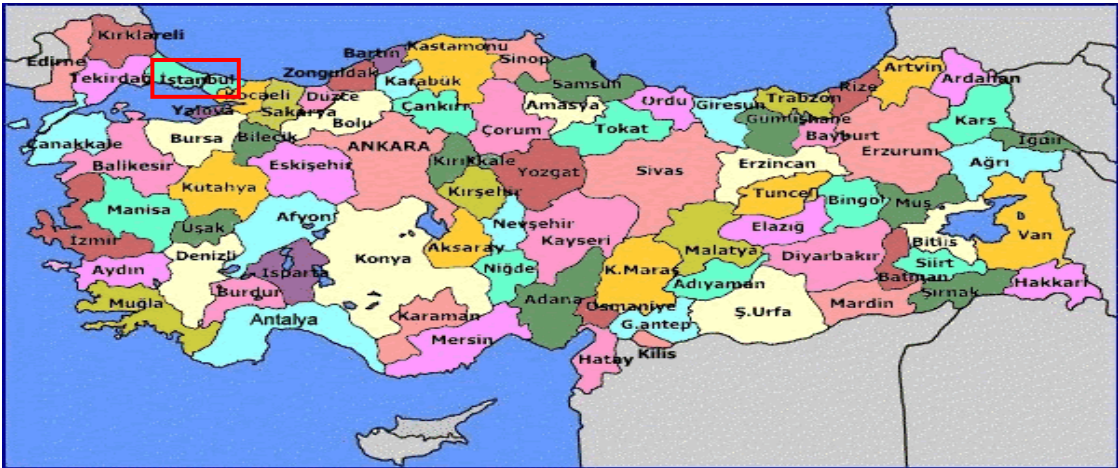 Kırklareli
Edirne
Tekirdağ
İstanbul
Kocaeli
Yalova
Sakarya
Düzce
Zonguldak
Bartın
Karabük
Kastamonu
Sinop
Samsun
Çankırı
Bolu
Amasya
Ordu
Giresun
Trabzon
Rize
Artvin
Ardahan
Kars
Gümüşhane
Bayburt
Erzurum
Iğdır
Ağrı
Çanakkale
Bursa
Bilecik
Balikesir
Eskişehir
ANKARA
Kırıkkale
Çorum
Tokat
Yozgat
Sivas
Erzincan
Tunceli
Bingöl
Muş
Kutahya
Manisa
Uşak
Afyon
Kırşehir
Nevşehir
Kayseri
Malatya
Elazığ
Bitlis
Van
İzmir
Denizli
Isparta
Konya
Aksaray
Niğde
K.Maraş
Adıyaman
Diyarbakır
Batman
Siirt
Şırnak
Hakkari
Aydın
Muğla
Burdur
Antalya
Karaman
Mersin
Adana
Osmaniye
G.antep
Ş.Urfa
Mardin
Hatay
Kilis